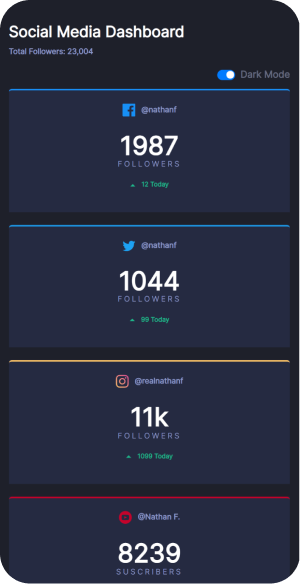 Social Media Dashboard
Total Followers: 23,004
Dark Mode
@nathanf
1987
FOLLOWERS
12 Today
@nathanf
1044
FOLLOWERS
99 Today
@realnathanf
11k
FOLLOWERS
1099 Today
@Nathan F.
8239
SUSCRIBERS